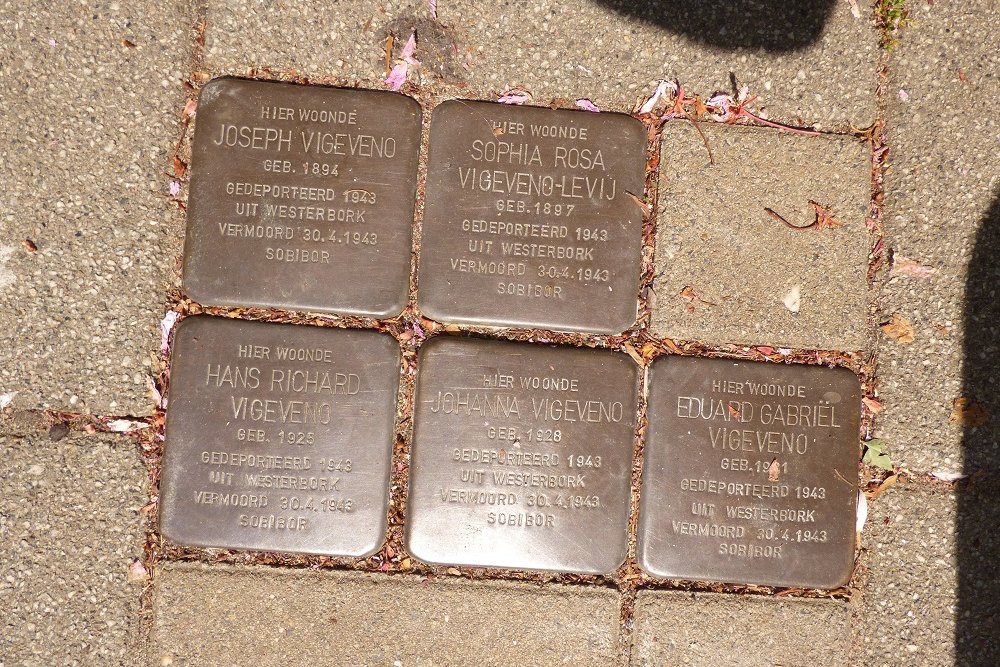 HIER WOONDE
JOSEPH VIGEVENO
GEB. 1894
GEDEPORTEERD 1943
UIT WESTERBORK
VERMOORD 30.4.1943
SOBIBOR
HIER WOONDE
SOPHIA ROSA
VIGEVENO-LEVIJ
GEB. 1897
GEDEPORTEERD 1943
UIT WESTERBORK
VERMOORD 30.4.1943
SOBIBOR
HIER WOONDE
HANS RICHARD
VIGEVENO
GEB. 1925
GEDEPORTEERD 1943
UIT WESTERBORK
VERMOORD 30.4.1943
SOBIBOR
HIER WOONDE
JOHANNA VIGEVENO
GEB. 1928
GEDEPORTEERD 1943
UIT WESTERBORK
VERMOORD 30.4.1943
SOBIBOR
HIER WOONDE
EDUARD GABRIËL
VIGEVENO
GEB.
GEDEPORTEERD 1943
UIT WESTERBORK
VERMOORD 30.4.1943
SOBIBOR